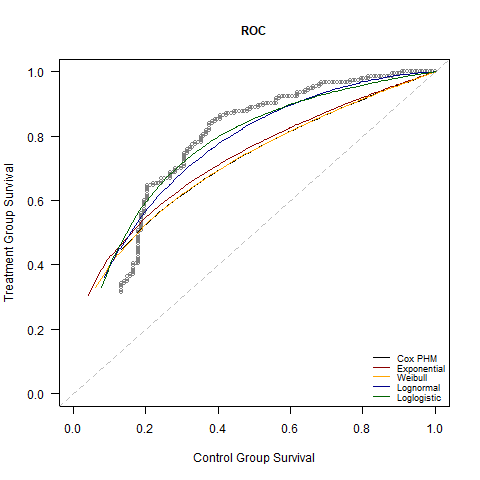 ROC
Treatment Group Survival
1.0
0.8
0.6
0.4
0.2
0.0
Cox PHM
Exponential
Weibull
Lognormal
Loglogistic
0.0 0.2 0.4 0.6 0.8 1.0
Control Group Survival